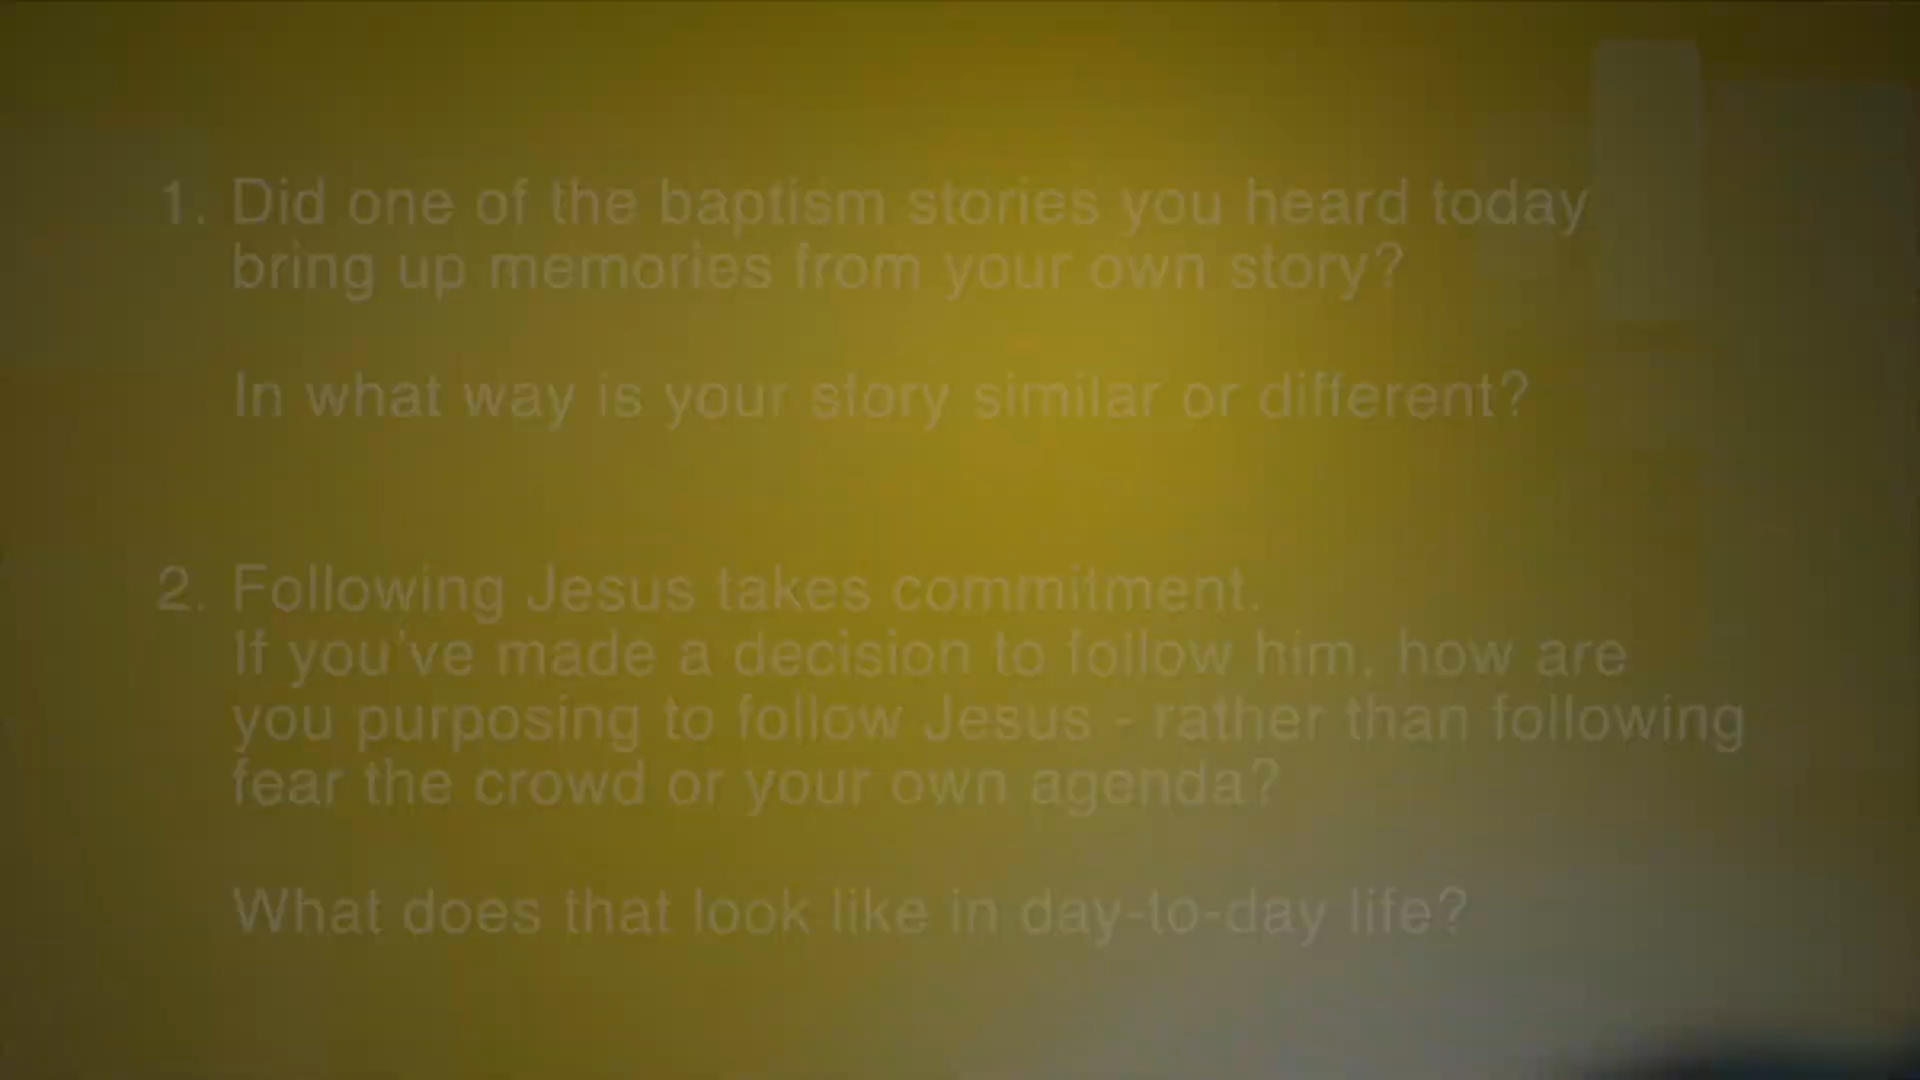 1. Did one of the baptism stories you heard today
bring up memories from your own story?
In what way is your story similar or different?
2. Following Jesus takes commitment.
If you've made a decision to follow him, how are
you purposing to follow Jesus - rather than following
fear the crowd or your own agenda?
What does that look like in day-to-day life?